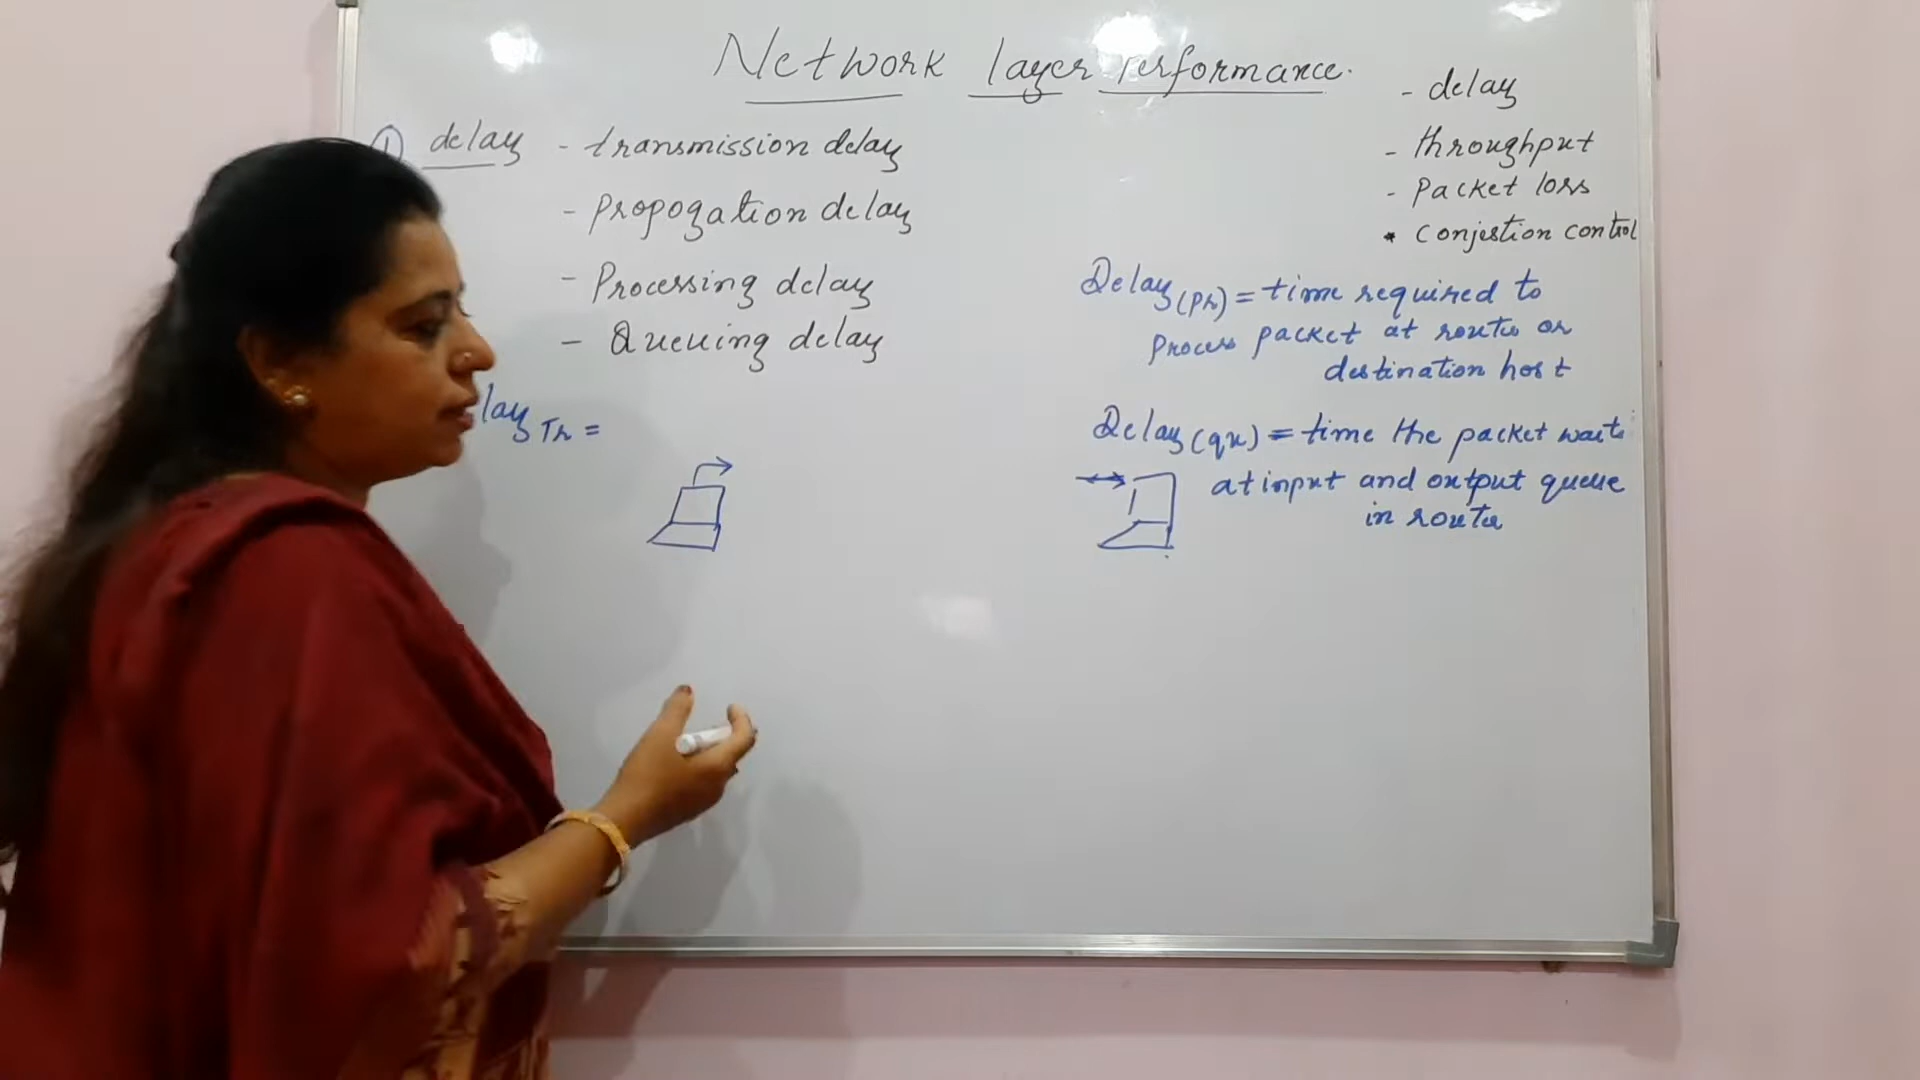 Network layer Performance.
- delay
- throughput
- Packet loss
* Conjestion control
① delay - transmission delay
- Propogation delay
- Processing delay
- Queuing delay
lay Tr =
Delay(Pr) = time required to
Process packet at router or
destination host
Delay(qu) = time the packet waits
at input and output queue
in router